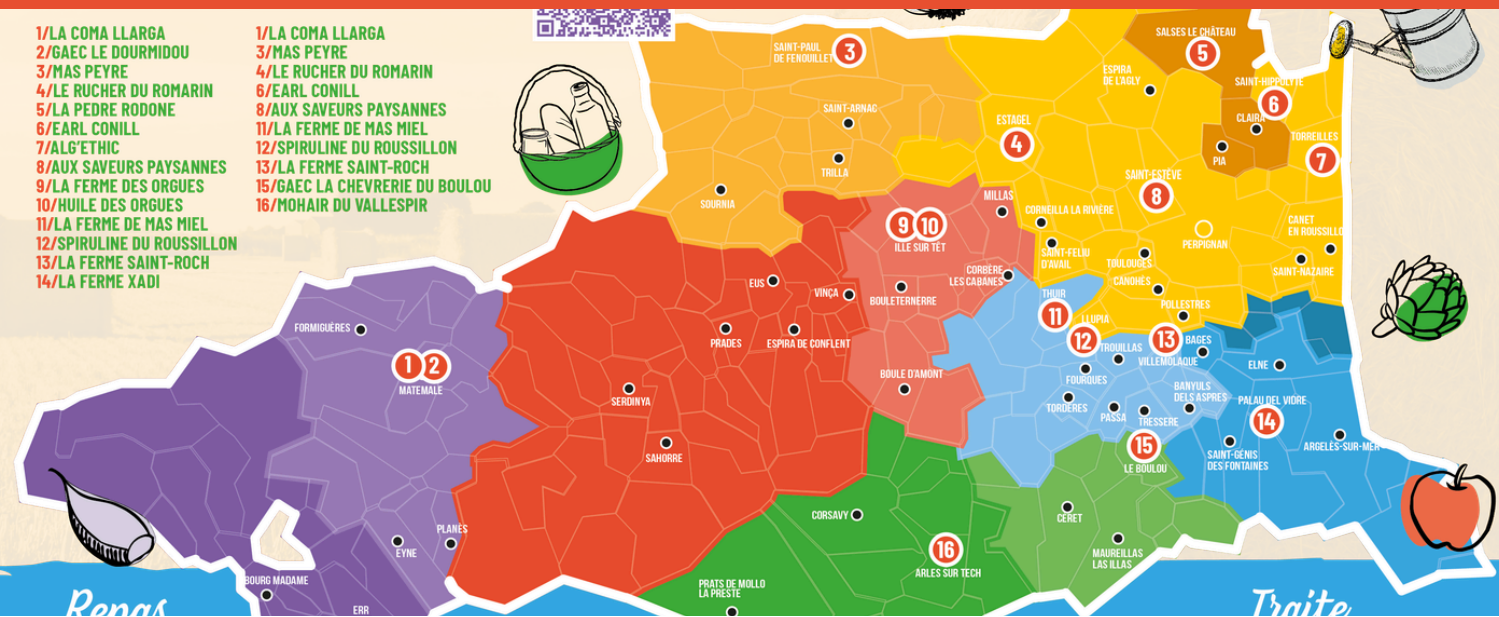 1/LA COMA LLARGA
2/GAEC LE DOURMIDOU
3/MAS PEYRE
4/LE RUCHER DU ROMARIN
5/LA PEDRE RODONE
6/EARL CONILL
7/ALG'ETHIC
8/AUX SAVEURS PAYSANNES
9/LA FERME DES ORGUES
10/HUILE DES ORGUES
11/LA FERME DE MAS MIEL
12/SPIRULINE DU ROUSSILLON
13/LA FERME SAINT-ROCH
14/LA FERME XADI
1/LA COMA LLARGA
3/MAS PEYRE
4/LE RUCHER DU ROMARIN
6/EARL CONILL
8/AUX SAVEURS PAYSANNES
11/LA FERME DE MAS MIEL
12/SPIRULINE DU ROUSSILLON
13/LA FERME SAINT-ROCH
15/GAEC LA CHEVRERIE DU BOULOU
16/MOHAIR DU VALLESPIR
SAINT-PAUL
DE FENOUILLET
3
SAINT-ARNAC
TRILLA
SOURNIA
SALSES LE CHÂTEAU
5
ESPIRA
DE L'AGLY
SAINT-HIPPOLYTE
6
CLAIRA
PIA
TORREILLES
7
ESTAGEL
4
SAINT-ESTÈVE
8
PERPIGNAN
CANET
EN ROUSSILLO
SAINT-NAZAIRE
MILLAS
CORNEILLA LA RIVIÈRE
SAINT-FELIU
D'AVAIL
TOULOUGES
CANOHÈS
POLLESTRES
9 10
ILLE SUR TÊT
CORBÈRE
LES CABANES
BOULETERNÈRE
BOULE D'AMONT
EUS
VINÇA
PRADES
ESPIRA DE CONFLENT
SERDINYA
SAHORRE
FORMIGUÈRES
1 2
MATEMALE
PLANÈS
EYNE
BOURG MADAME
ERR
THUIR
11
LLUPIA
12
TROUILLAS
13
VILLEMOLAQUE
BAGES
FOURQUES
TORDÈRES
PASSA
TRESSERE
BANYULS
DELS ASPRES
ELNE
PALAU DEL VIDRE
14
ARGELÈS-SUR-MER
SAINT-GÉNIS
DES FONTAINES
15
LE BOULOU
CÉRET
MAUREILLAS
LAS ILLAS
CORSAVY
16
ARLES SUR TECH
PRATS DE MOLLO
LA PRESTE
Repas
Traite